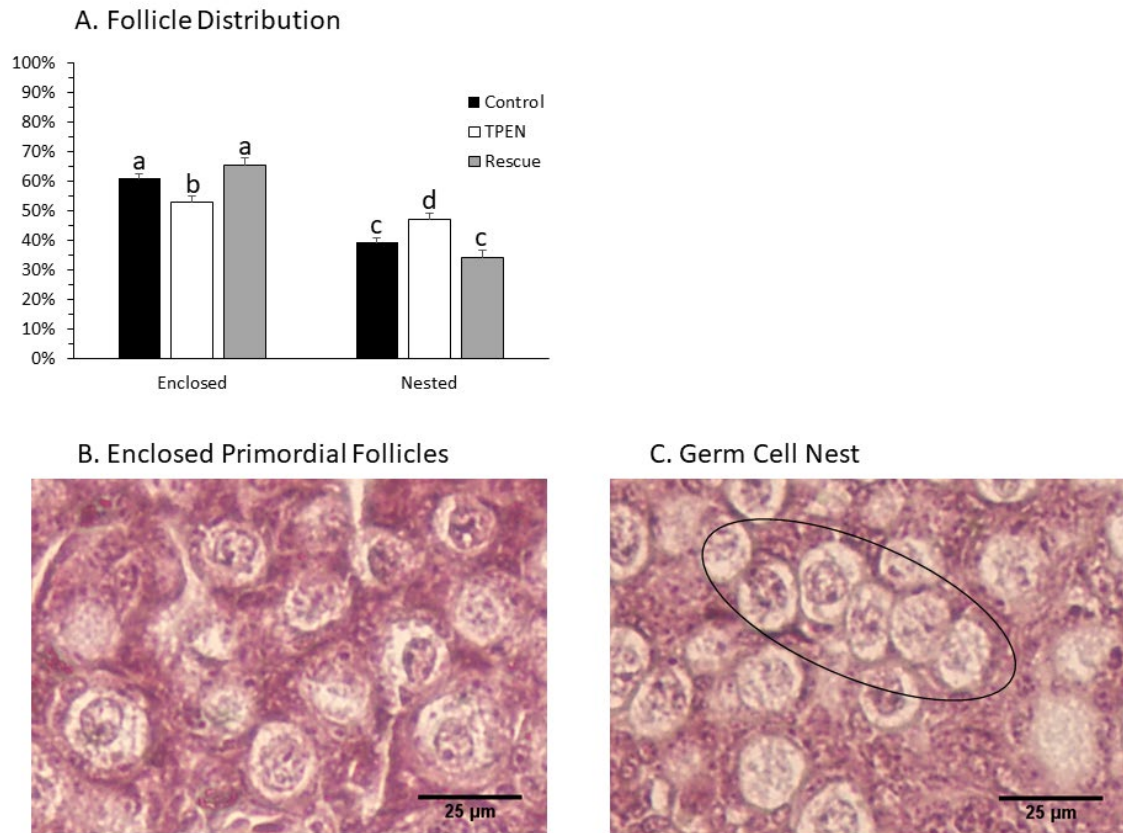 A. Follicle Distribution
100%
90%
80%
70%
60%
50%
40%
30%
20%
10%
0%
Control
TPEN
Rescue
a
b
a
c
d
c
Enclosed
Nested
B. Enclosed Primordial Follicles
C. Germ Cell Nest
25 µm
25 µm